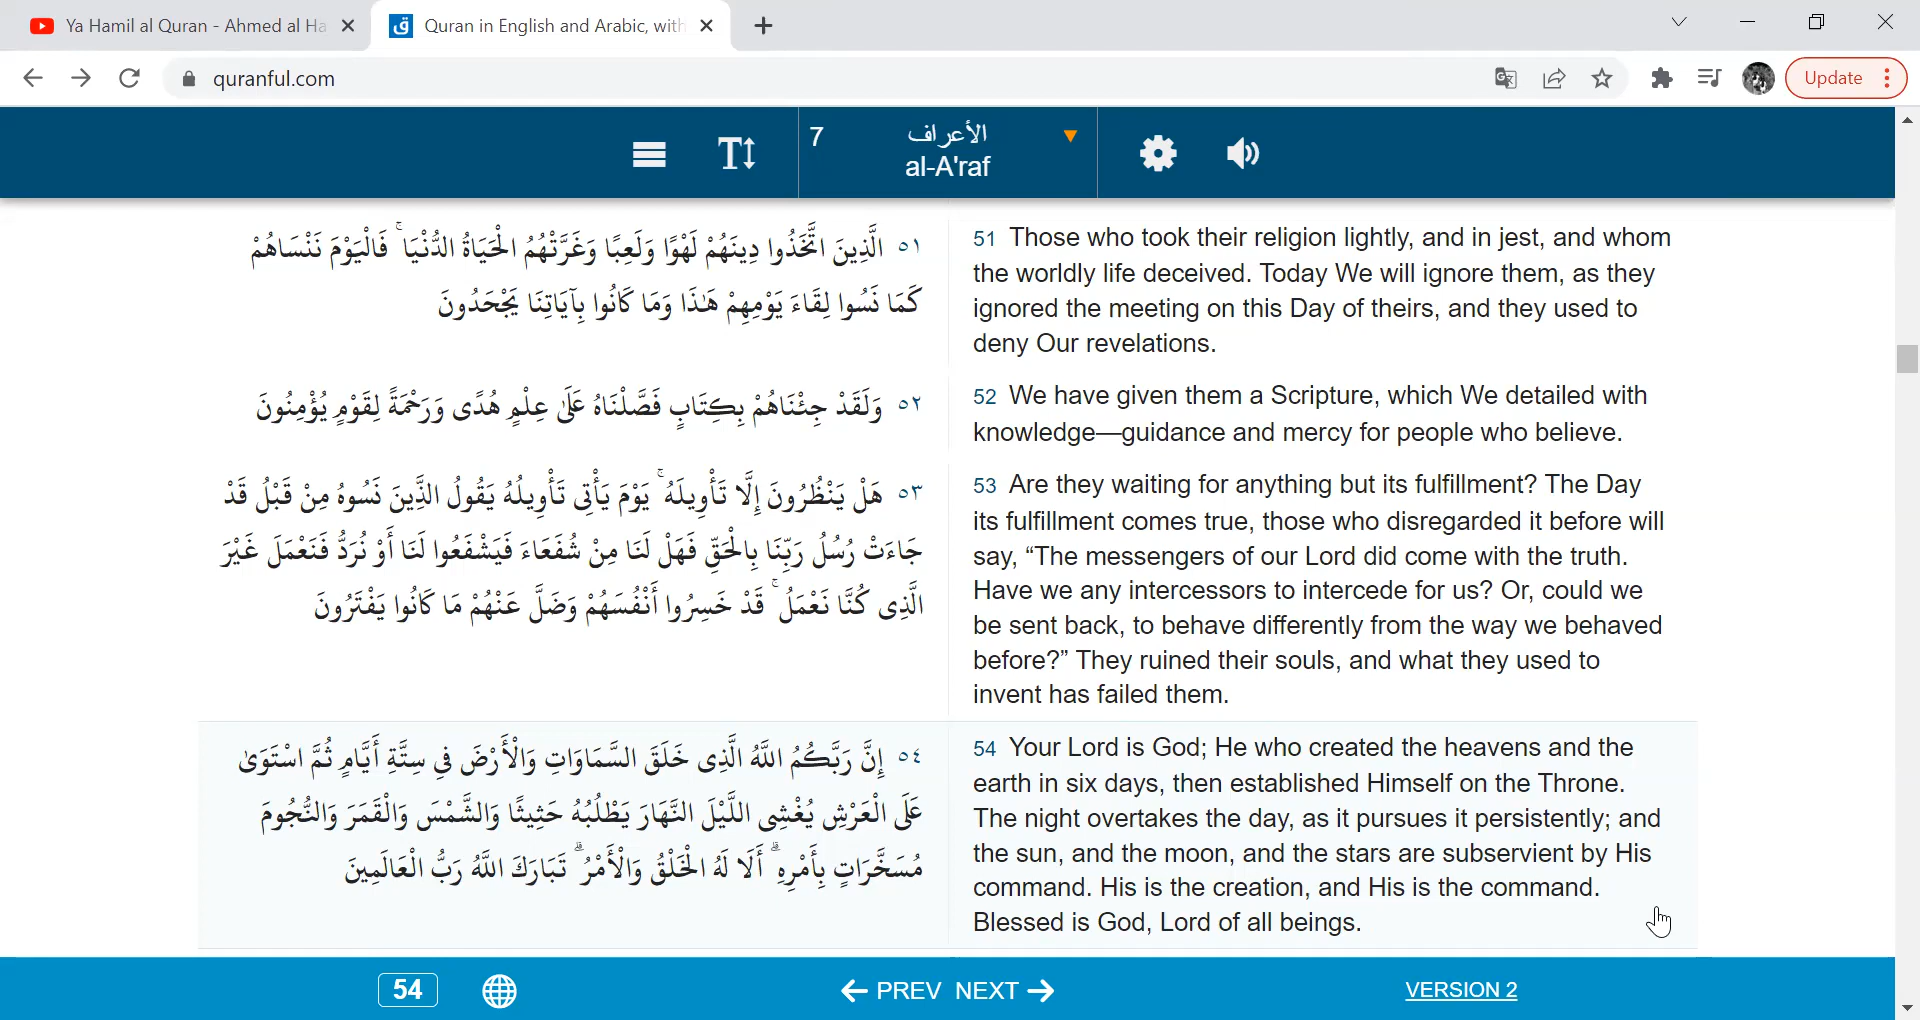 Ya Hamil al Quran - Ahmed al Ha
Quran in English and Arabic, with
quranful.com
Update
7
الأعراف
al-A'raf
٥١ الَّذِينَ اتَّخَذُوا دِينَهُمْ لَهْوًا وَلَعِبًا وَغَرَّتْهُمُ الْحَيَاةُ الدُّنْيَا ۚ فَالْيَوْمَ نَنْسَاهُمْ
كَمَا نَسُوا لِقَاءَ يَوْمِهِمْ هَٰذَا وَمَا كَانُوا بِآيَاتِنَا يَجْحَدُونَ
51 Those who took their religion lightly, and in jest, and whom
the worldly life deceived. Today We will ignore them, as they
ignored the meeting on this Day of theirs, and they used to
deny Our revelations.
٥٢ وَلَقَدْ جِئْنَاهُمْ بِكِتَابٍ فَصَّلْنَاهُ عَلَىٰ عِلْمٍ هُدًى وَرَحْمَةً لِقَوْمٍ يُؤْمِنُونَ
52 We have given them a Scripture, which We detailed with
knowledge—guidance and mercy for people who believe.
٥٣ هَلْ يَنْظُرُونَ إِلَّا تَأْوِيلَهُ ۚ يَوْمَ يَأْتِي تَأْوِيلُهُ يَقُولُ الَّذِينَ نَسُوهُ مِنْ قَبْلُ قَدْ
جَاءَتْ رُسُلُ رَبِّنَا بِالْحَقِّ فَهَلْ لَنَا مِنْ شُفَعَاءَ فَيَشْفَعُوا لَنَا أَوْ نُرَدُّ فَنَعْمَلَ غَيْرَ
الَّذِي كُنَّا نَعْمَلُ ۚ قَدْ خَسِرُوا أَنْفُسَهُمْ وَضَلَّ عَنْهُمْ مَا كَانُوا يَفْتَرُونَ
53 Are they waiting for anything but its fulfillment? The Day
its fulfillment comes true, those who disregarded it before will
say, “The messengers of our Lord did come with the truth.
Have we any intercessors to intercede for us? Or, could we
be sent back, to behave differently from the way we behaved
before?” They ruined their souls, and what they used to
invent has failed them.
٥٤ إِنَّ رَبَّكُمُ اللَّهُ الَّذِي خَلَقَ السَّمَاوَاتِ وَالْأَرْضَ فِي سِتَّةِ أَيَّامٍ ثُمَّ اسْتَوَىٰ
عَلَى الْعَرْشِ يُغْشِي اللَّيْلَ النَّهَارَ يَطْلُبُهُ حَثِيثًا وَالشَّمْسَ وَالْقَمَرَ وَالنُّجُومَ
مُسَخَّرَاتٍ بِأَمْرِهِ ۗ أَلَا لَهُ الْخَلْقُ وَالْأَمْرُ ۗ تَبَارَكَ اللَّهُ رَبُّ الْعَالَمِينَ
54 Your Lord is God; He who created the heavens and the
earth in six days, then established Himself on the Throne.
The night overtakes the day, as it pursues it persistently; and
the sun, and the moon, and the stars are subservient by His
command. His is the creation, and His is the command.
Blessed is God, Lord of all beings.
54
PREV NEXT
VERSION 2